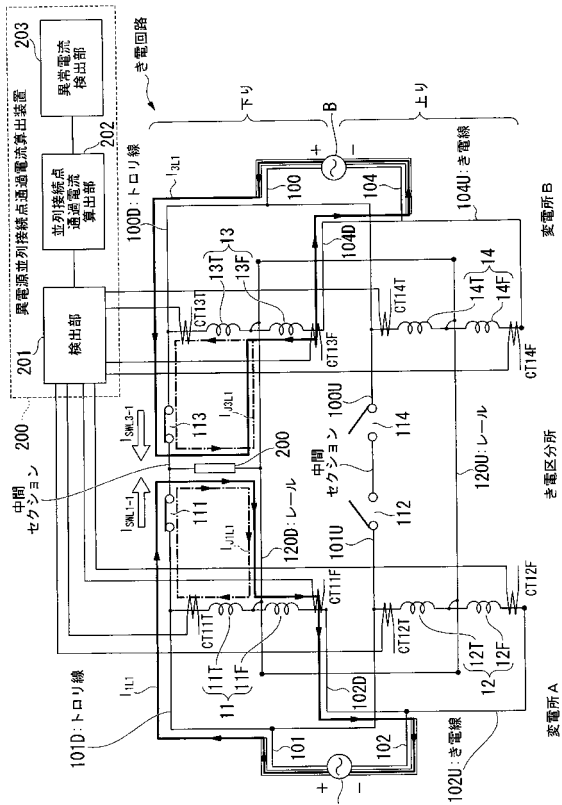 異電源並列接続点通過電流算出装置
200
201
検出部
202
並列接続点
通過電流
算出部
203
異常電流
検出部
き電回路
下り
上り
中間
セクション
I_SWL1-1
I_SWL3-1
111
113
200
120D:レール
I_1L1
I_J1L1
I_J3L1
I_3L1
101D:トロリ線
100D:トロリ線
CT11T
CT11F
11T
11F
11
CT13T
CT13F
13T
13F
13
102D
104D
100
104
101
102
B
+
−
+
−
101U
100U
中間
セクション
112
114
CT12T
CT12F
12T
12F
12
CT14T
CT14F
14T
14F
14
120U:レール
102U:き電線
104U:き電線
変電所A
き電区分所
変電所B